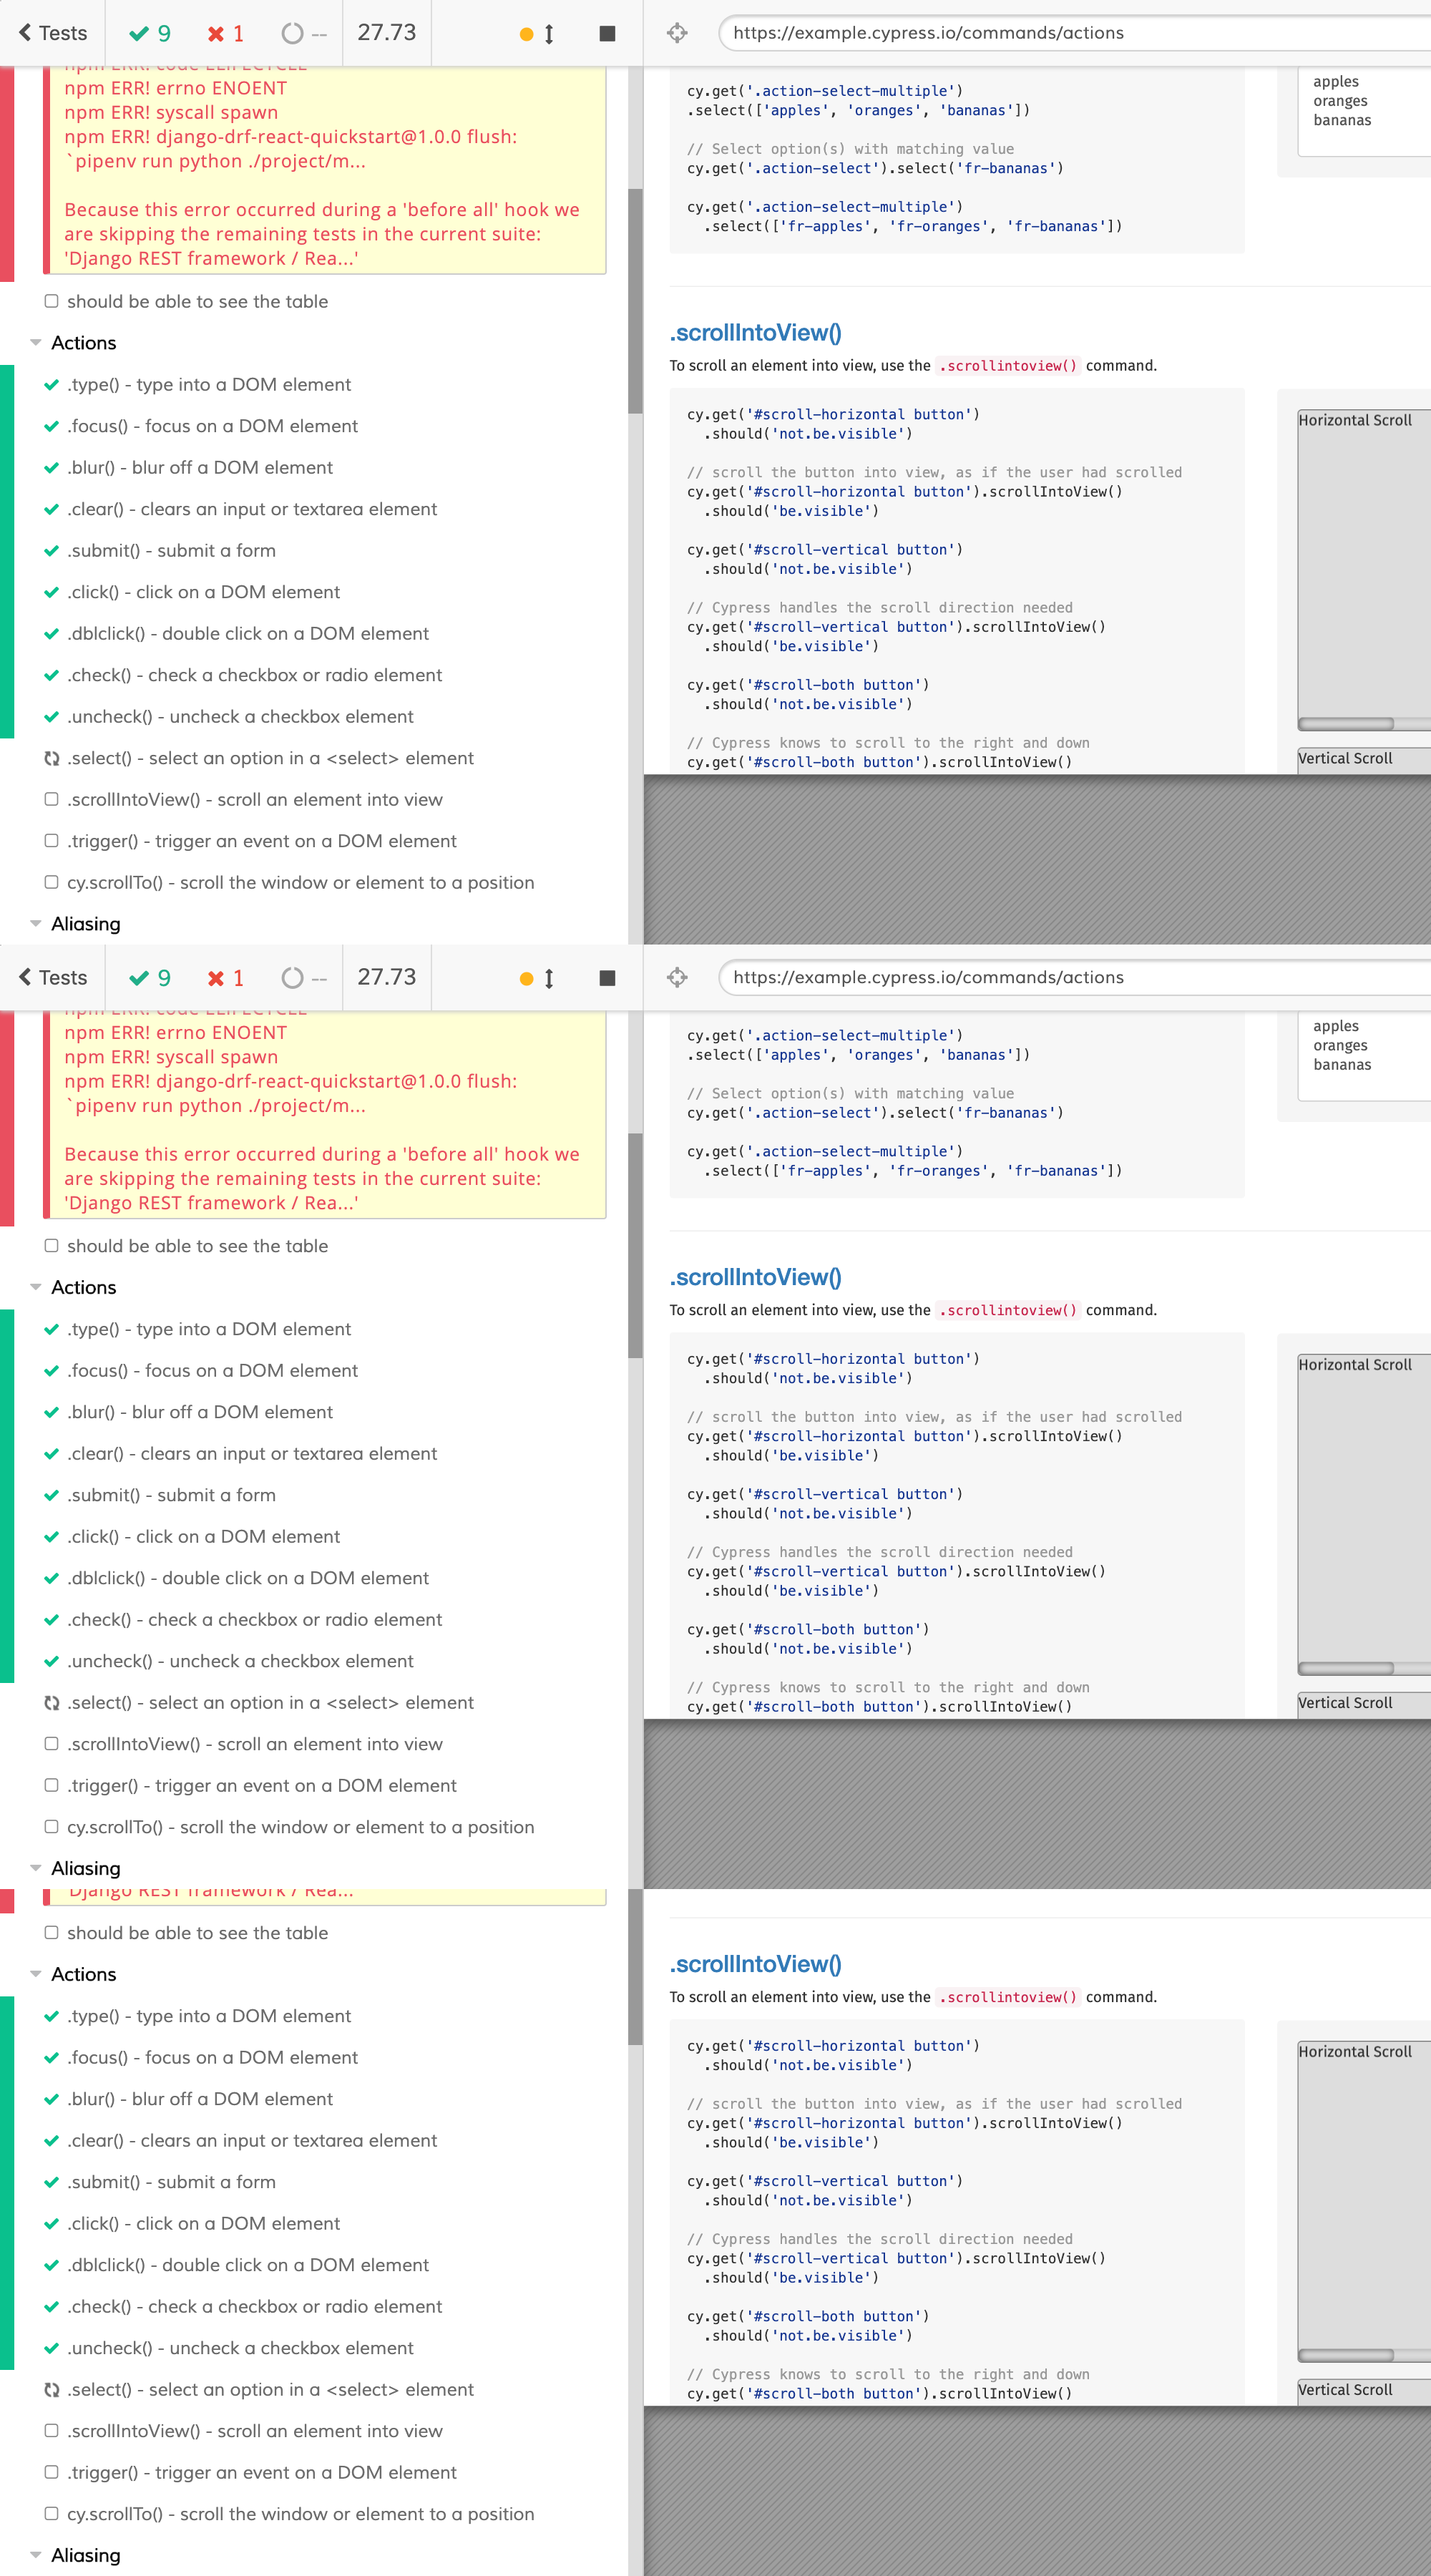 Tests 9 1 -- 27.73
npm ERR! code ELIFECYCLE
npm ERR! errno ENOENT
npm ERR! syscall spawn
npm ERR! django-drf-react-quickstart@1.0.0 flush:
`pipenv run python ./project/m...
Because this error occurred during a 'before all' hook we
are skipping the remaining tests in the current suite:
'Django REST framework / Rea...'
should be able to see the table
Actions
.type() - type into a DOM element
.focus() - focus on a DOM element
.blur() - blur off a DOM element
.clear() - clears an input or textarea element
.submit() - submit a form
.click() - click on a DOM element
.dblclick() - double click on a DOM element
.check() - check a checkbox or radio element
.uncheck() - uncheck a checkbox element
.select() - select an option in a <select> element
.scrollIntoView() - scroll an element into view
.trigger() - trigger an event on a DOM element
cy.scrollTo() - scroll the window or element to a position
Aliasing
https://example.cypress.io/commands/actions
cy.get('.action-select-multiple')
.select(['apples', 'oranges', 'bananas'])
// Select option(s) with matching value
cy.get('.action-select').select('fr-bananas')
cy.get('.action-select-multiple')
.select(['fr-apples', 'fr-oranges', 'fr-bananas'])
apples
oranges
bananas
.scrollIntoView()
To scroll an element into view, use the .scrollintoview() command.
cy.get('#scroll-horizontal button')
.should('not.be.visible')
// scroll the button into view, as if the user had scrolled
cy.get('#scroll-horizontal button').scrollIntoView()
.should('be.visible')
cy.get('#scroll-vertical button')
.should('not.be.visible')
// Cypress handles the scroll direction needed
cy.get('#scroll-vertical button').scrollIntoView()
.should('be.visible')
cy.get('#scroll-both button')
.should('not.be.visible')
// Cypress knows to scroll to the right and down
cy.get('#scroll-both button').scrollIntoView()
Horizontal Scroll
Vertical Scroll
Tests 9 1 -- 27.73
npm ERR! code ELIFECYCLE
npm ERR! errno ENOENT
npm ERR! syscall spawn
npm ERR! django-drf-react-quickstart@1.0.0 flush:
`pipenv run python ./project/m...
Because this error occurred during a 'before all' hook we
are skipping the remaining tests in the current suite:
'Django REST framework / Rea...'
should be able to see the table
Actions
.type() - type into a DOM element
.focus() - focus on a DOM element
.blur() - blur off a DOM element
.clear() - clears an input or textarea element
.submit() - submit a form
.click() - click on a DOM element
.dblclick() - double click on a DOM element
.check() - check a checkbox or radio element
.uncheck() - uncheck a checkbox element
.select() - select an option in a <select> element
.scrollIntoView() - scroll an element into view
.trigger() - trigger an event on a DOM element
cy.scrollTo() - scroll the window or element to a position
Aliasing
https://example.cypress.io/commands/actions
cy.get('.action-select-multiple')
.select(['apples', 'oranges', 'bananas'])
// Select option(s) with matching value
cy.get('.action-select').select('fr-bananas')
cy.get('.action-select-multiple')
.select(['fr-apples', 'fr-oranges', 'fr-bananas'])
apples
oranges
bananas
.scrollIntoView()
To scroll an element into view, use the .scrollintoview() command.
cy.get('#scroll-horizontal button')
.should('not.be.visible')
// scroll the button into view, as if the user had scrolled
cy.get('#scroll-horizontal button').scrollIntoView()
.should('be.visible')
cy.get('#scroll-vertical button')
.should('not.be.visible')
// Cypress handles the scroll direction needed
cy.get('#scroll-vertical button').scrollIntoView()
.should('be.visible')
cy.get('#scroll-both button')
.should('not.be.visible')
// Cypress knows to scroll to the right and down
cy.get('#scroll-both button').scrollIntoView()
Horizontal Scroll
Vertical Scroll
'Django REST framework / Rea...'
should be able to see the table
Actions
.type() - type into a DOM element
.focus() - focus on a DOM element
.blur() - blur off a DOM element
.clear() - clears an input or textarea element
.submit() - submit a form
.click() - click on a DOM element
.dblclick() - double click on a DOM element
.check() - check a checkbox or radio element
.uncheck() - uncheck a checkbox element
.select() - select an option in a <select> element
.scrollIntoView() - scroll an element into view
.trigger() - trigger an event on a DOM element
cy.scrollTo() - scroll the window or element to a position
Aliasing
.scrollIntoView()
To scroll an element into view, use the .scrollintoview() command.
cy.get('#scroll-horizontal button')
.should('not.be.visible')
// scroll the button into view, as if the user had scrolled
cy.get('#scroll-horizontal button').scrollIntoView()
.should('be.visible')
cy.get('#scroll-vertical button')
.should('not.be.visible')
// Cypress handles the scroll direction needed
cy.get('#scroll-vertical button').scrollIntoView()
.should('be.visible')
cy.get('#scroll-both button')
.should('not.be.visible')
// Cypress knows to scroll to the right and down
cy.get('#scroll-both button').scrollIntoView()
Horizontal Scroll
Vertical Scroll